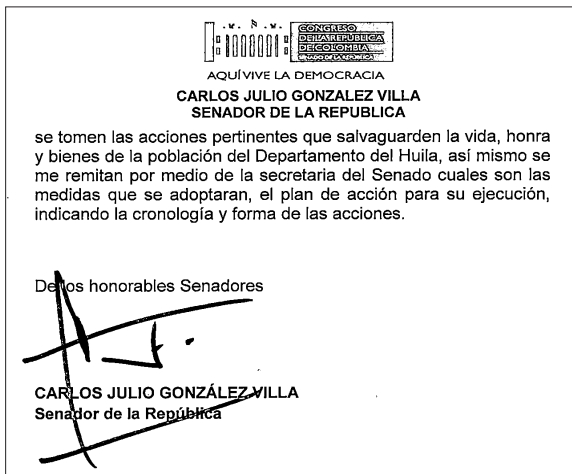 CONGRESO
DE LA REPUBLICA
DE COLOMBIA
SENADO DE LA REPUBLICA
AQUÍ VIVE LA DEMOCRACIA
CARLOS JULIO GONZALEZ VILLA
SENADOR DE LA REPUBLICA
se tomen las acciones pertinentes que salvaguarden la vida, honra
y bienes de la población del Departamento del Huila, así mismo se
me remitan por medio de la secretaria del Senado cuales son las
medidas que se adoptaran, el plan de acción para su ejecución,
indicando la cronología y forma de las acciones.
De los honorables Senadores
CARLOS JULIO GONZÁLEZ VILLA
Senador de la República